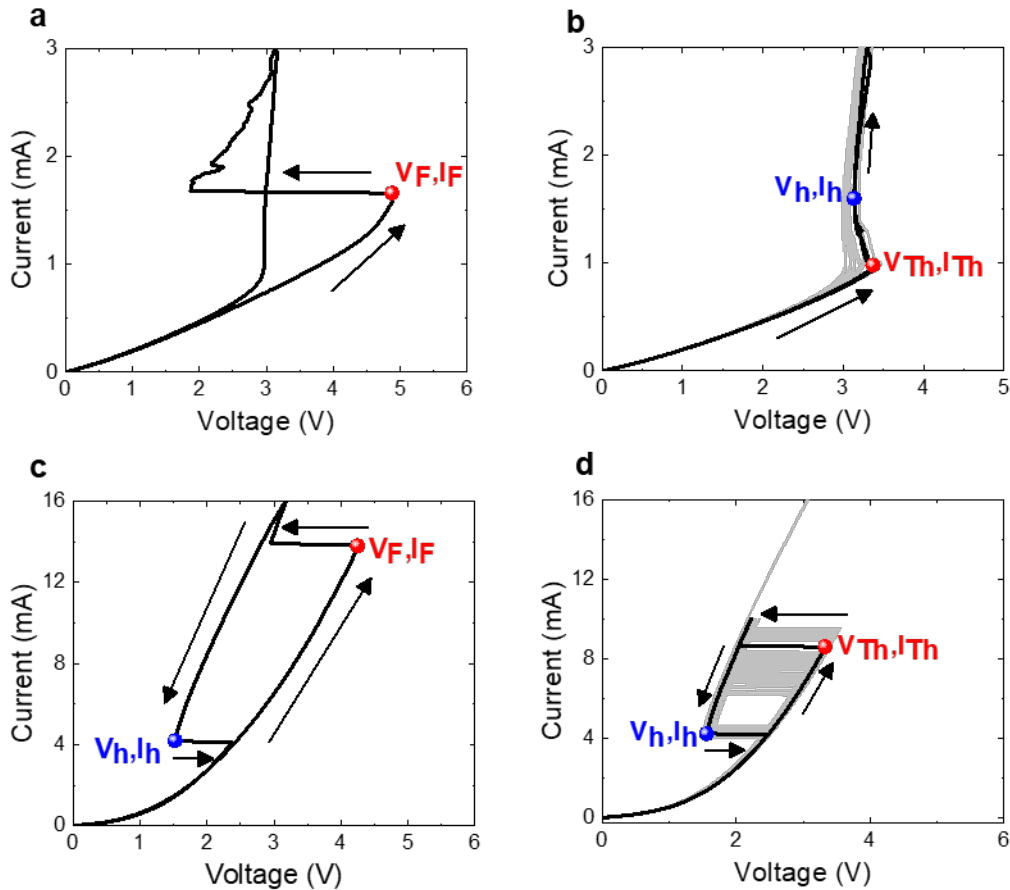 a
3
2
1
0
0 1 2 3 4 5 6
Current (mA)
Voltage (V)
VF,IF
b
3
2
1
0
0 1 2 3 4 5
Current (mA)
Voltage (V)
Vh,Ih
VTh,ITh
c
16
12
8
4
0
0 1 2 3 4 5 6
Current (mA)
Voltage (V)
VF,IF
Vh,Ih
d
16
12
8
4
0
0 2 4 6
Current (mA)
Voltage (V)
VTh,ITh
Vh,Ih